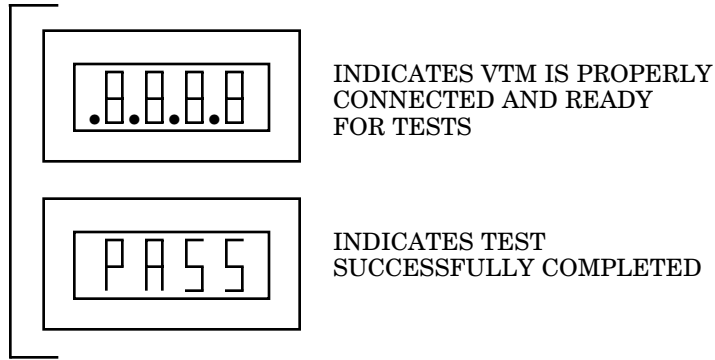 .8.8.8.8
INDICATES VTM IS PROPERLY
CONNECTED AND READY
FOR TESTS
PASS
INDICATES TEST
SUCCESSFULLY COMPLETED